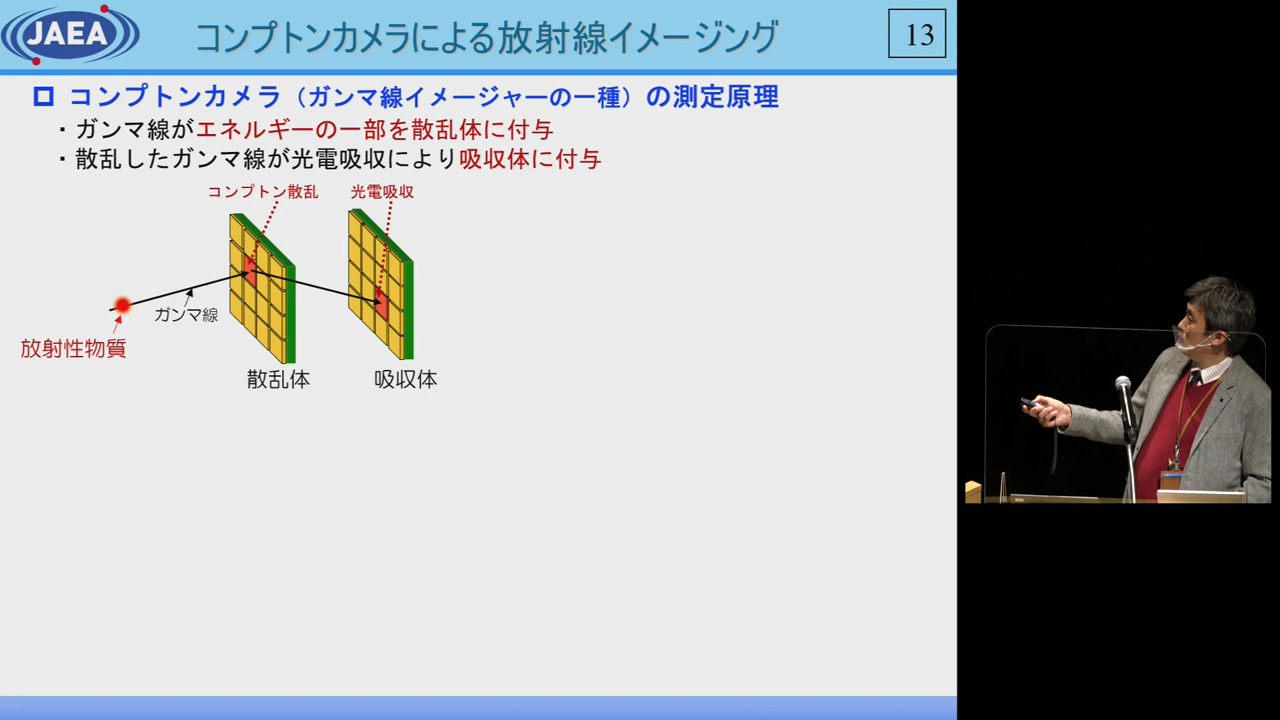 JAEA
コンプトンカメラによる放射線イメージング
13
コンプトンカメラ（ガンマ線イメージャーの一種）の測定原理
・ガンマ線がエネルギーの一部を散乱体に付与
・散乱したガンマ線が光電吸収により吸収体に付与
コンプトン散乱
光電吸収
ガンマ線
放射性物質
散乱体
吸収体